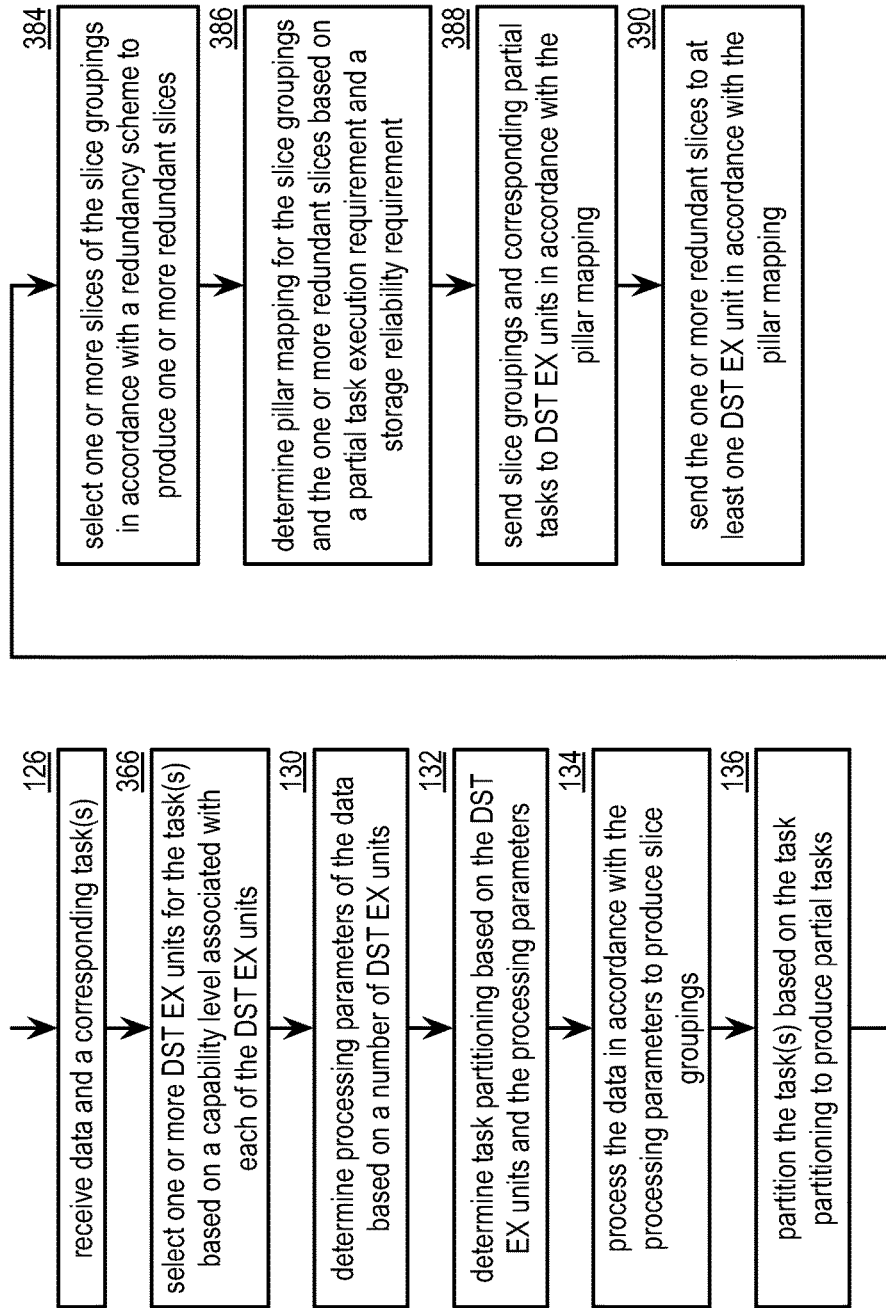 126
receive data and a corresponding task(s)
366
select one or more DST EX units for the task(s)
based on a capability level associated with
each of the DST EX units
130
determine processing parameters of the data
based on a number of DST EX units
132
determine task partitioning based on the DST
EX units and the processing parameters
134
process the data in accordance with the
processing parameters to produce slice
groupings
136
partition the task(s) based on the task
partitioning to produce partial tasks
384
select one or more slices of the slice groupings
in accordance with a redundancy scheme to
produce one or more redundant slices
386
determine pillar mapping for the slice groupings
and the one or more redundant slices based on
a partial task execution requirement and a
storage reliability requirement
388
send slice groupings and corresponding partial
tasks to DST EX units in accordance with the
pillar mapping
390
send the one or more redundant slices to at
least one DST EX unit in accordance with the
pillar mapping